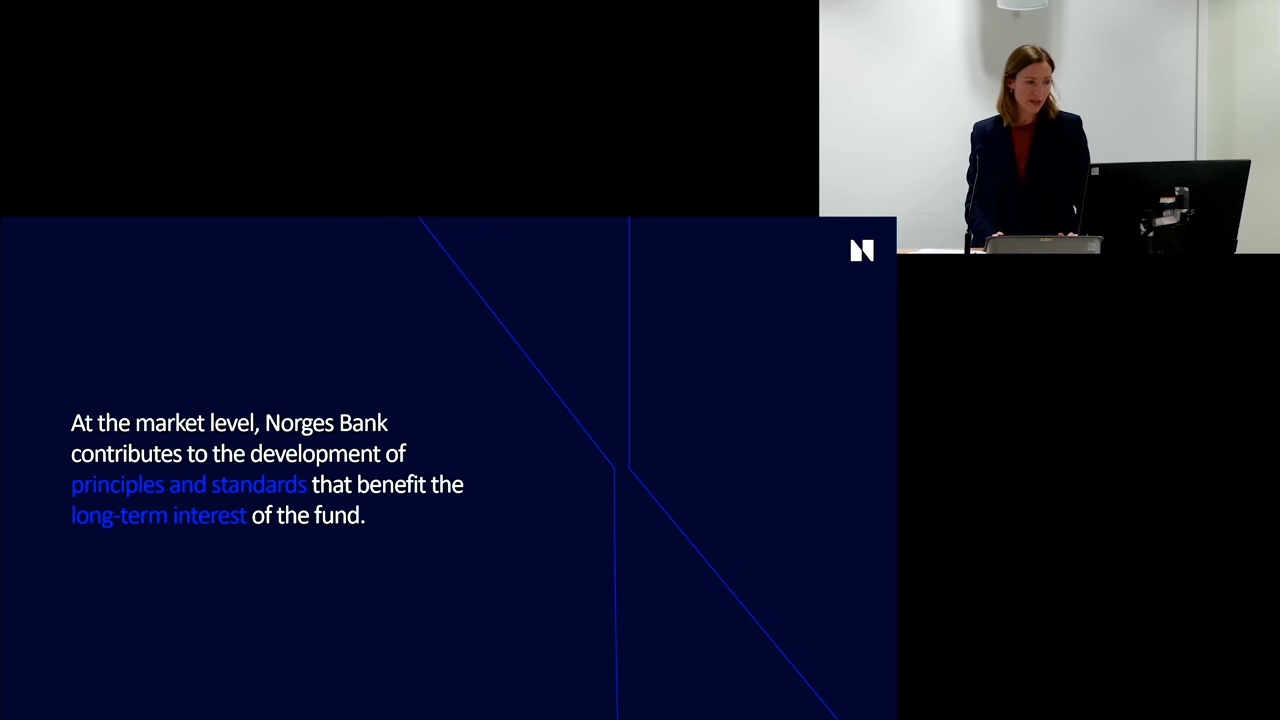 At the market level, Norges Bank
contributes to the development of
principles and standards that benefit the
long-term interest of the fund.